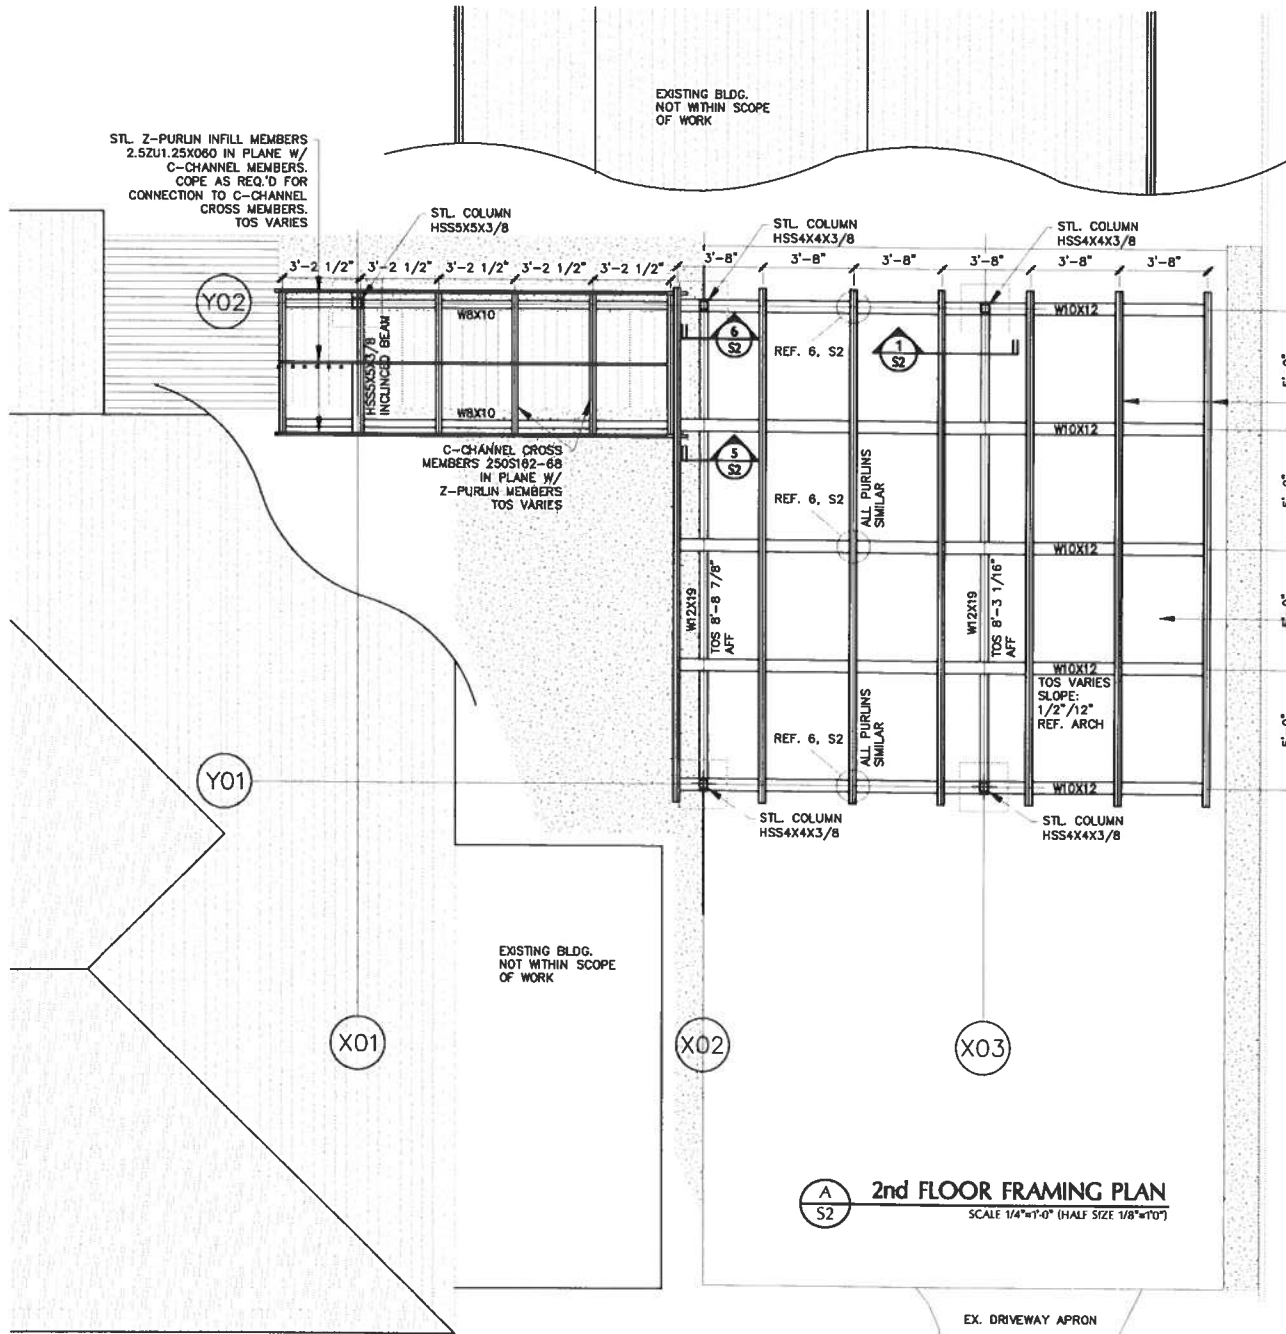 EXISTING BLDG.
NOT WITHIN SCOPE
OF WORK
STL. Z-PURLIN INFILL MEMBERS
2.5ZU1.25X060 IN PLANE W/
C-CHANNEL MEMBERS.
COPE AS REQ.'D FOR
CONNECTION TO C-CHANNEL
CROSS MEMBERS.
TOS VARIES
STL. COLUMN
HSS5X5X3/8
STL. COLUMN
HSS4X4X3/8
STL. COLUMN
HSS4X4X3/8
3'-2 1/2" 3'-2 1/2" 3'-2 1/2" 3'-2 1/2" 3'-2 1/2"
3'-8" 3'-8" 3'-8" 3'-8" 3'-8" 3'-8"
Y02
W8X10
HSS5X5X3/8
INCLINCED BEAM
W8X10
6
S2
REF. 6, S2
1
S2
W10X12
5'-0"
C-CHANNEL CROSS
MEMBERS 250S162-68
IN PLANE W/
Z-PURLIN MEMBERS
TOS VARIES
5
S2
W10X12
REF. 6, S2
ALL PURLINS
SIMILAR
5'-0"
W10X12
W12X19
TOS 8'-8 7/8"
AFF
W12X19
TOS 8'-3 1/16"
AFF
5'-0"
W10X12
TOS VARIES
SLOPE:
1/2"/12"
REF. ARCH
REF. 6, S2
ALL PURLINS
SIMILAR
5'-0"
Y01
W10X12
STL. COLUMN
HSS4X4X3/8
STL. COLUMN
HSS4X4X3/8
EXISTING BLDG.
NOT WITHIN SCOPE
OF WORK
X01
X02
X03
A
S2
2nd FLOOR FRAMING PLAN
SCALE 1/4"=1'-0" (HALF SIZE 1/8"=1'0")
EX. DRIVEWAY APRON